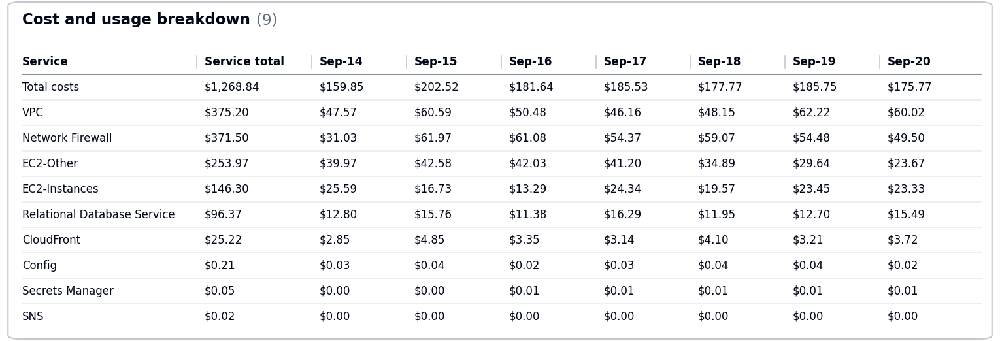 Cost and usage breakdown (9)
Service Service total Sep-14 Sep-15 Sep-16 Sep-17 Sep-18 Sep-19 Sep-20
Total costs $1,268.84 $159.85 $202.52 $181.64 $185.53 $177.77 $185.75 $175.77
VPC $375.20 $47.57 $60.59 $50.48 $46.16 $48.15 $62.22 $60.02
Network Firewall $371.50 $31.03 $61.97 $61.08 $54.37 $59.07 $54.48 $49.50
EC2-Other $253.97 $39.97 $42.58 $42.03 $41.20 $34.89 $29.64 $23.67
EC2-Instances $146.30 $25.59 $16.73 $13.29 $24.34 $19.57 $23.45 $23.33
Relational Database Service $96.37 $12.80 $15.76 $11.38 $16.29 $11.95 $12.70 $15.49
CloudFront $25.22 $2.85 $4.85 $3.35 $3.14 $4.10 $3.21 $3.72
Config $0.21 $0.03 $0.04 $0.02 $0.03 $0.04 $0.04 $0.02
Secrets Manager $0.05 $0.00 $0.00 $0.01 $0.01 $0.01 $0.01 $0.01
SNS $0.02 $0.00 $0.00 $0.00 $0.00 $0.00 $0.00 $0.00